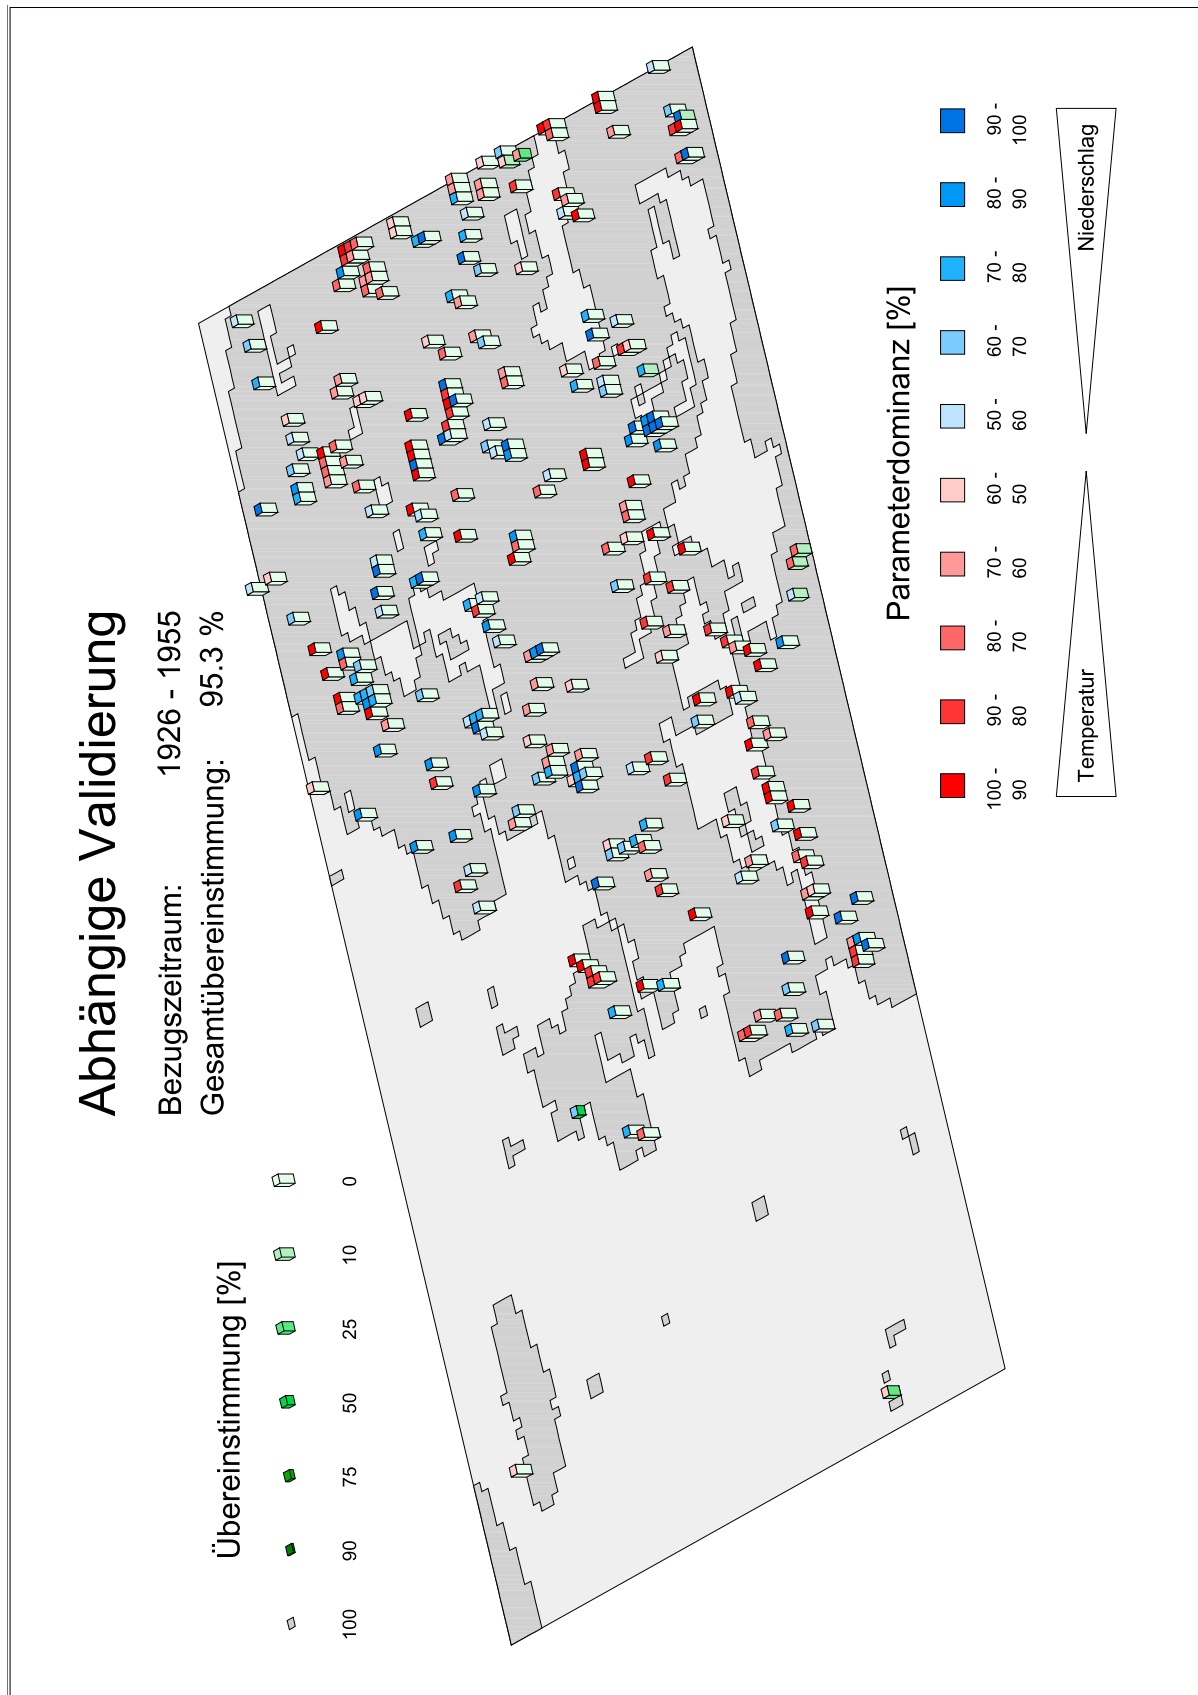 Abhängige Validierung
Bezugszeitraum: 1926 - 1955
Gesamtübereinstimmung: 95.3 %
Übereinstimmung [%]
100 90 75 50 25 10 0
Parameterdominanz [%]
100 - 90 - 80 - 70 - 60 - 50 - 60 - 70 - 80 - 90 -
90 80 70 60 50 60 70 80 90 100
Temperatur Niederschlag